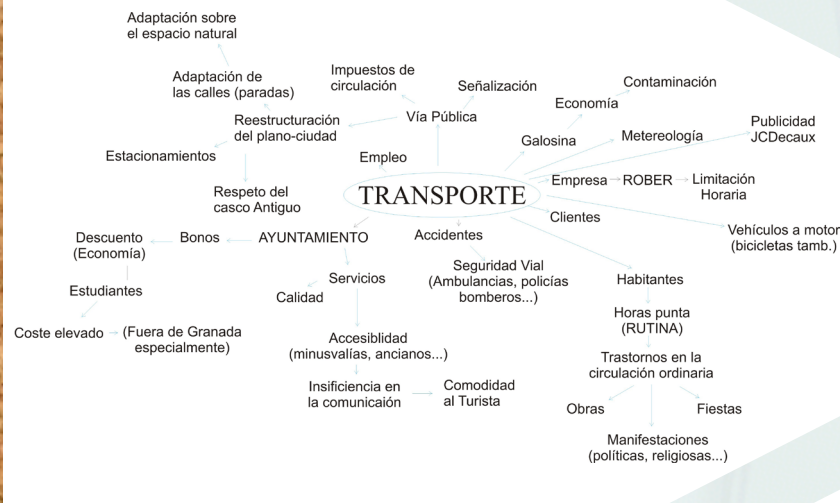 Adaptación sobre
el espacio natural
Adaptación de
las calles (paradas)
Impuestos de
circulación
Señalización
Contaminación
Economía
Vía Pública
Reestructuración
del plano-ciudad
Galosina
Metereología
Publicidad
JCDecaux
Estacionamientos
Empleo
Respeto del
casco Antiguo
TRANSPORTE
Empresa
ROBER
Limitación
Horaria
Clientes
Vehículos a motor
(bicicletas tamb.)
Descuento
(Economía)
Bonos
AYUNTAMIENTO
Accidentes
Estudiantes
Servicios
Calidad
Seguridad Vial
(Ambulancias, policías
bomberos...)
Habitantes
Horas punta
(RUTINA)
Coste elevado
(Fuera de Granada
especialmente)
Accesiblidad
(minusvalías, ancianos...)
Trastornos en la
circulación ordinaria
Insificiencia en
la comunicaión
Comodidad
al Turista
Obras
Fiestas
Manifestaciones
(políticas, religiosas...)